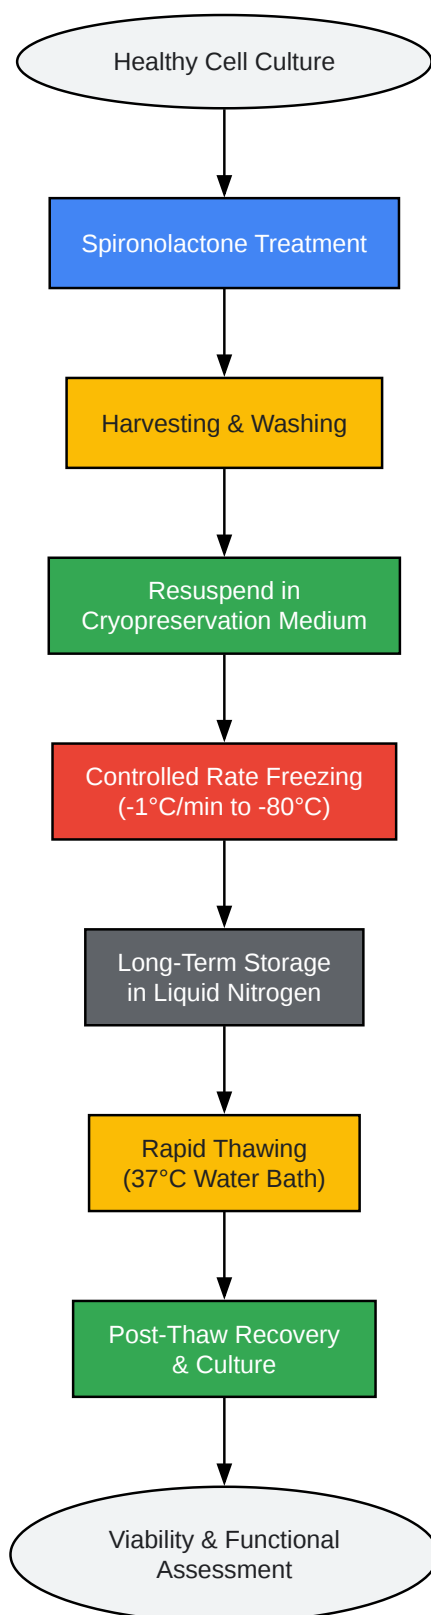 Healthy Cell Culture
Spironolactone Treatment
Harvesting & Washing
Resuspend in
Cryopreservation Medium
Controlled Rate Freezing
(-1°C/min to -80°C)
Long-Term Storage
in Liquid Nitrogen
Rapid Thawing
(37°C Water Bath)
Post-Thaw Recovery
& Culture
Viability & Functional
Assessment